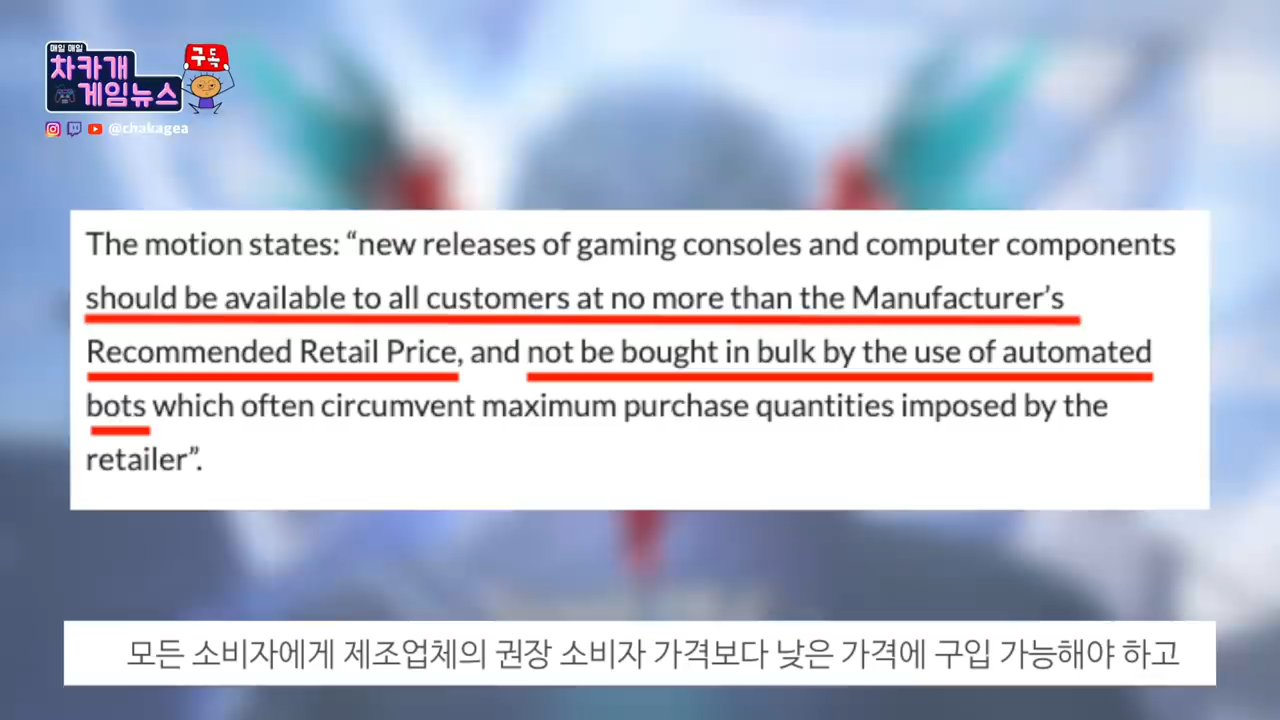 매일 매일
차카개
게임뉴스
구독
@chakagea
The motion states: “new releases of gaming consoles and computer components
should be available to all customers at no more than the Manufacturer’s
Recommended Retail Price, and not be bought in bulk by the use of automated
bots which often circumvent maximum purchase quantities imposed by the
retailer”.
모든 소비자에게 제조업체의 권장 소비자 가격보다 낮은 가격에 구입 가능해야 하고